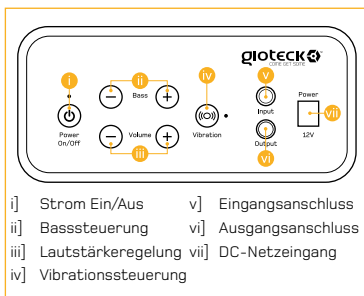 gioteck
COME GET SOME
i
ii
iv
v
Bass
Input
Power
vii
Power
On/Off
Volume
Vibration
Output
12V
iii
vi
i] Strom Ein/Aus
ii] Basssteuerung
iii] Lautstärkeregelung
iv] Vibrationssteuerung
v] Eingangsanschluss
vi] Ausgangsanschluss
vii] DC-Netzeingang